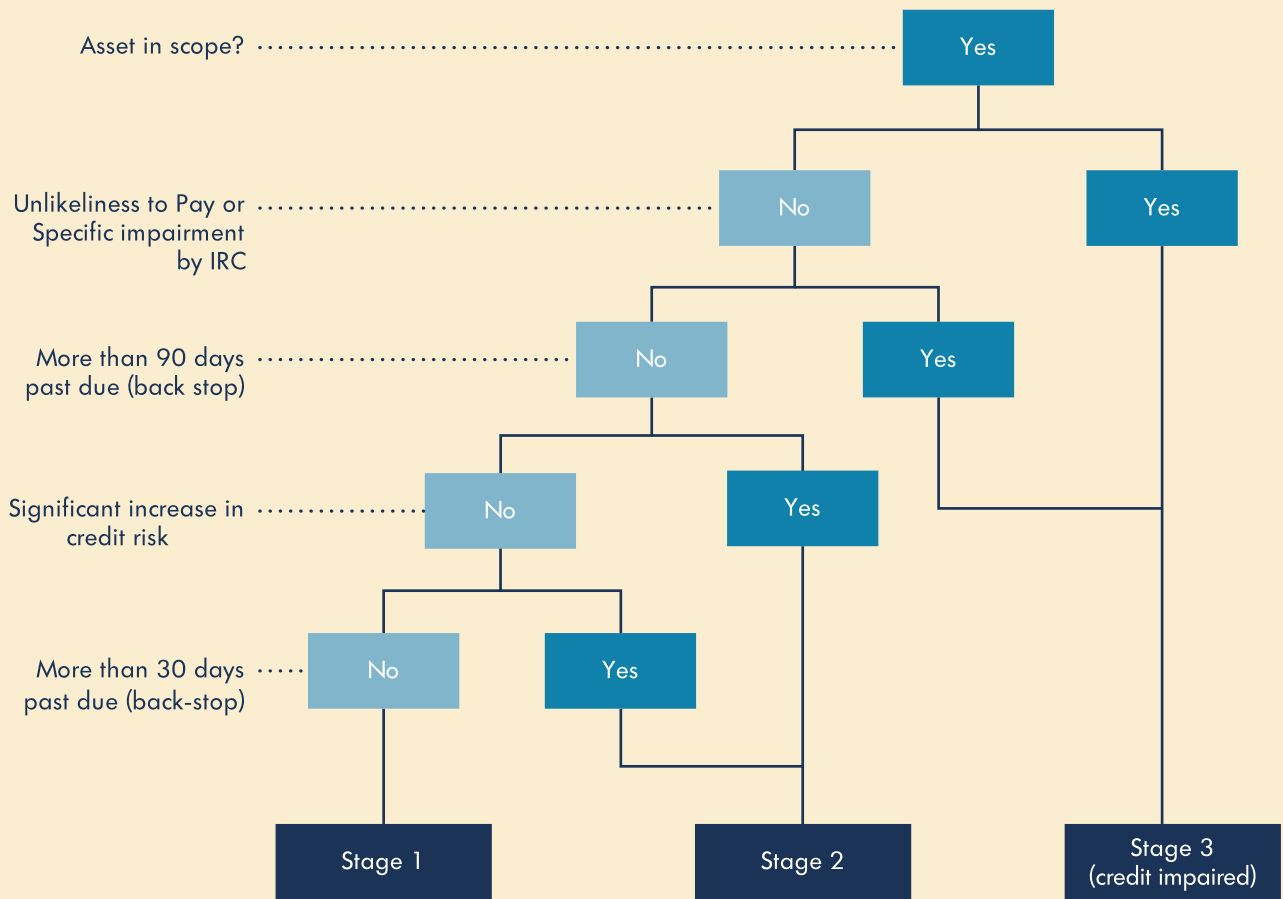 Asset in scope?
Yes
Unlikeliness to Pay or
Specific impairment
by IRC
No
Yes
More than 90 days
past due (back stop)
No
Yes
Significant increase in
credit risk
No
Yes
More than 30 days
past due (back-stop)
No
Yes
Stage 1
Stage 2
Stage 3
(credit impaired)